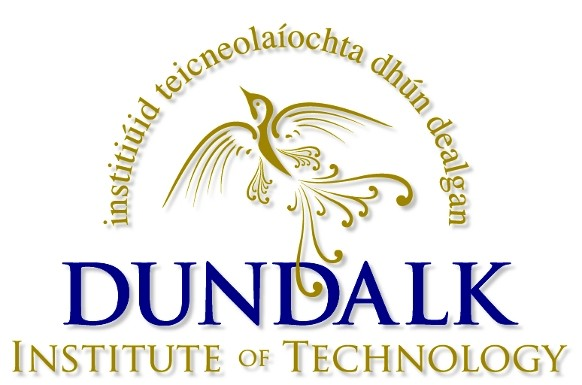 institiúid teicneolaíochta dhún dealgan
DUNDALK
INSTITUTE OF TECHNOLOGY